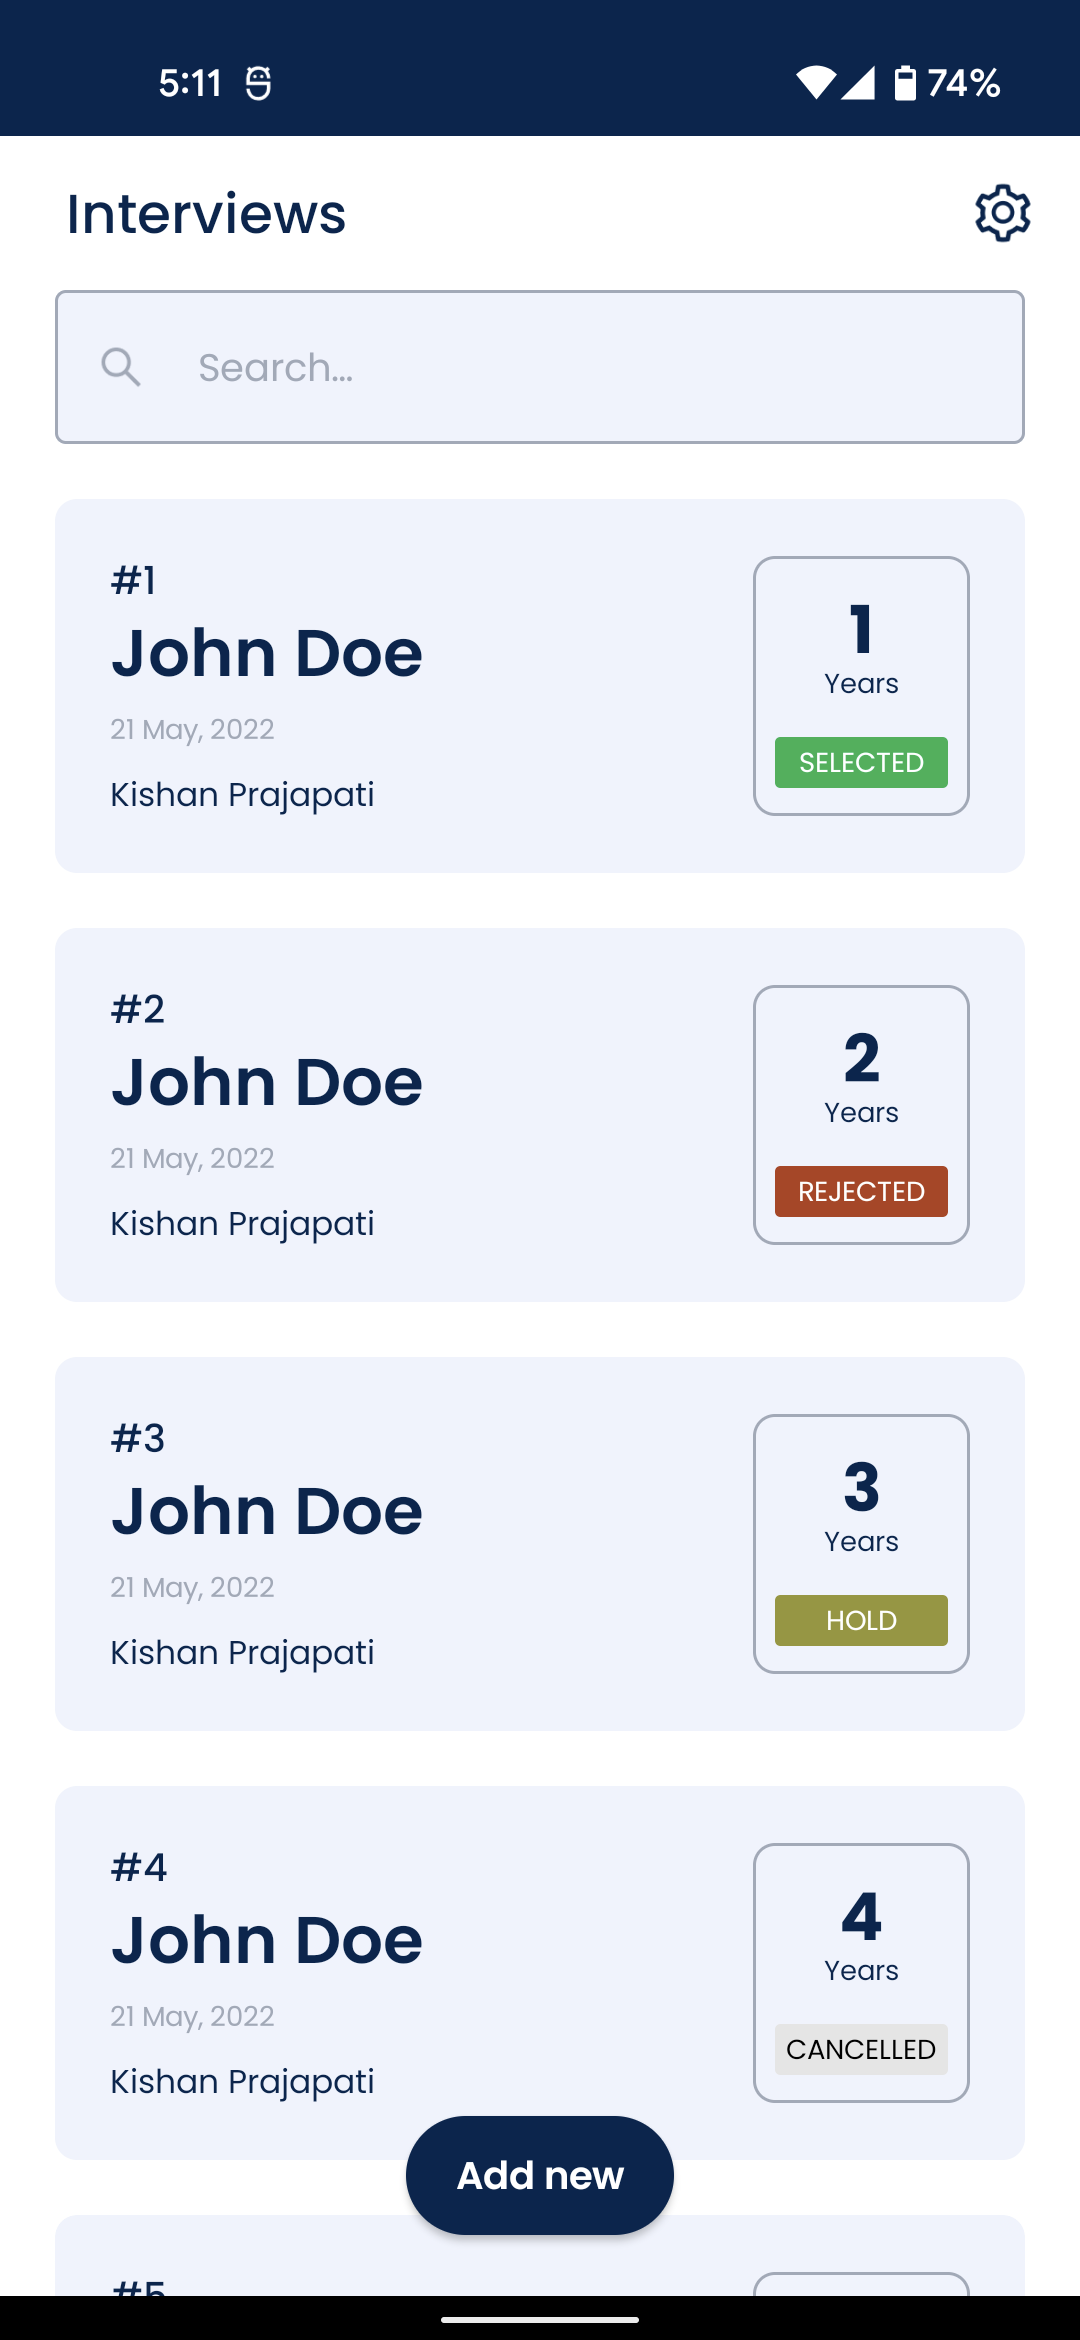 5:11
74%
Interviews
Search...
#1
John Doe
21 May, 2022
Kishan Prajapati
1
Years
SELECTED
#2
John Doe
21 May, 2022
Kishan Prajapati
2
Years
REJECTED
#3
John Doe
21 May, 2022
Kishan Prajapati
3
Years
HOLD
#4
John Doe
21 May, 2022
Kishan Prajapati
4
Years
CANCELLED
Add new
#5